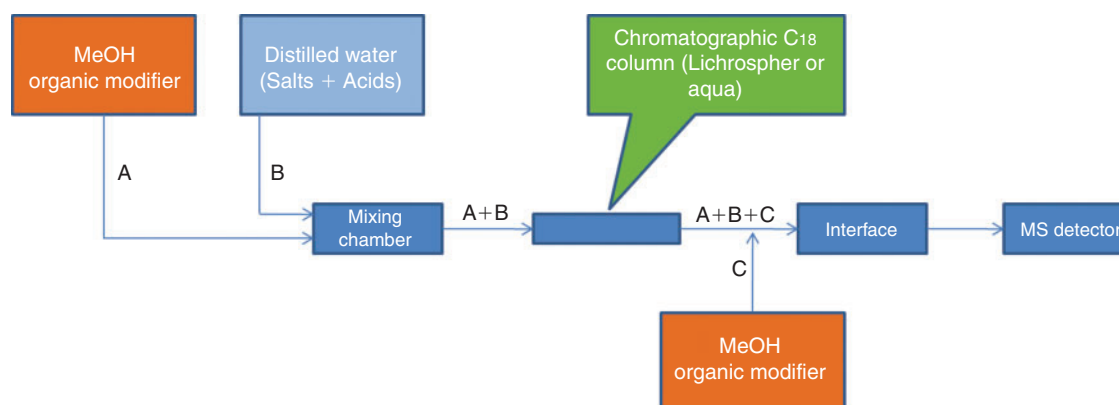 MeOH
organic modifier
Distilled water
(Salts + Acids)
Chromatographic C₁₈
column (Lichrospher or
aqua)
A
B
Mixing
chamber
A+B
A+B+C
Interface
MS detector
C
MeOH
organic modifier